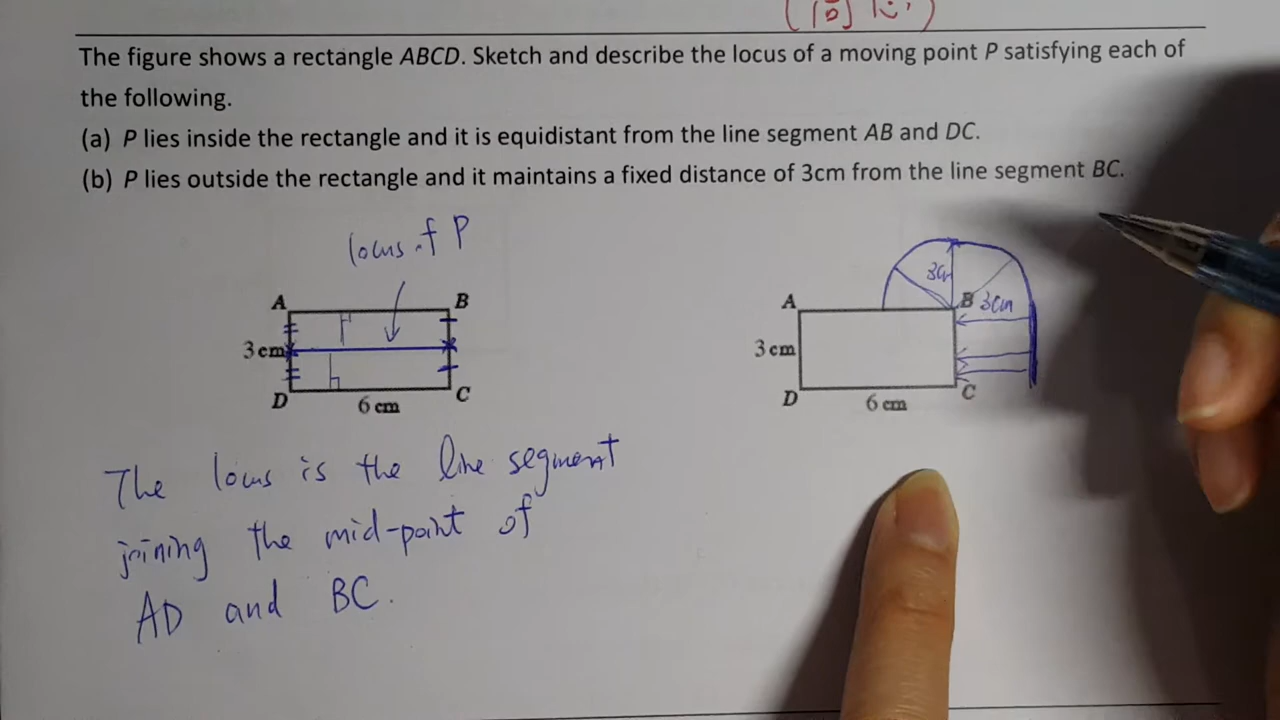 The figure shows a rectangle ABCD. Sketch and describe the locus of a moving point P satisfying each of
the following.
(a) P lies inside the rectangle and it is equidistant from the line segment AB and DC.
(b) P lies outside the rectangle and it maintains a fixed distance of 3cm from the line segment BC.
locus of P
A B
3 cm
D C
6 cm
3cm
A B 3cm
3 cm
D C
6 cm
The locus is the line segment
joining the mid-point of
AD and BC.